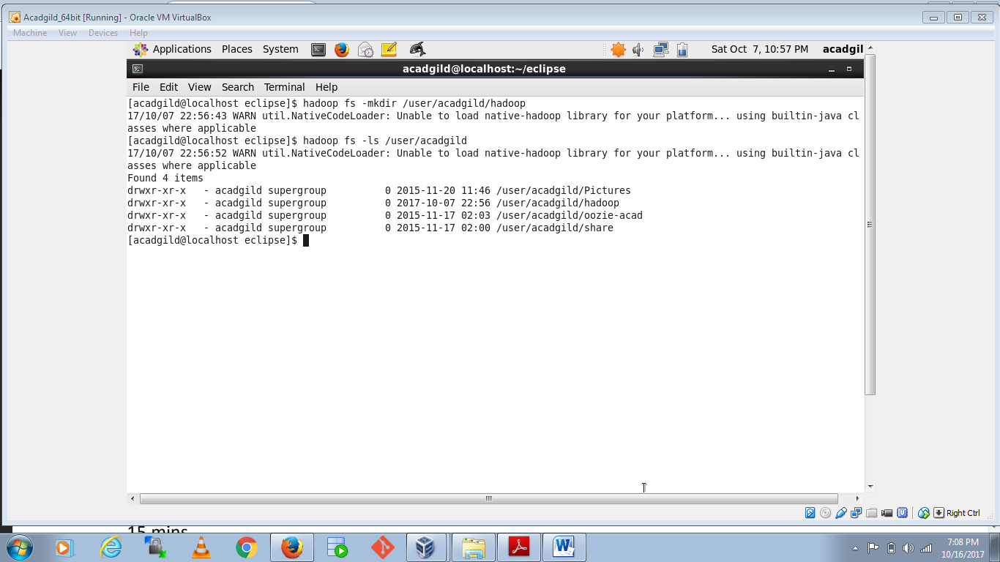 Acadgild_64bit [Running] - Oracle VM VirtualBox
Machine View Devices Help
Applications Places System Sat Oct 7, 10:57 PM acadgil
acadgild@localhost:~/eclipse
File Edit View Search Terminal Help
[acadgild@localhost eclipse]$ hadoop fs -mkdir /user/acadgild/hadoop
17/10/07 22:56:43 WARN util.NativeCodeLoader: Unable to load native-hadoop library for your platform... using builtin-java cl
asses where applicable
[acadgild@localhost eclipse]$ hadoop fs -ls /user/acadgild
17/10/07 22:56:52 WARN util.NativeCodeLoader: Unable to load native-hadoop library for your platform... using builtin-java cl
asses where applicable
Found 4 items
drwxr-xr-x   - acadgild supergroup          0 2015-11-20 11:46 /user/acadgild/Pictures
drwxr-xr-x   - acadgild supergroup          0 2017-10-07 22:56 /user/acadgild/hadoop
drwxr-xr-x   - acadgild supergroup          0 2015-11-17 02:03 /user/acadgild/oozie-acad
drwxr-xr-x   - acadgild supergroup          0 2015-11-17 02:00 /user/acadgild/share
[acadgild@localhost eclipse]$
Right Ctrl
15 mins
7:08 PM
10/16/2017